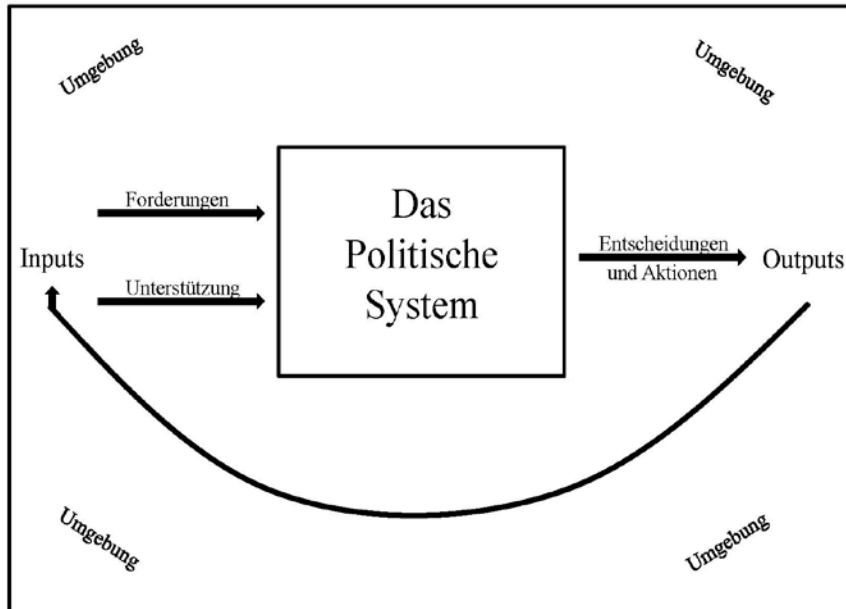 Umgebung
Umgebung
Forderungen
Das
Politische
System
Inputs
Entscheidungen
und Aktionen
Outputs
Unterstützung
Umgebung
Umgebung